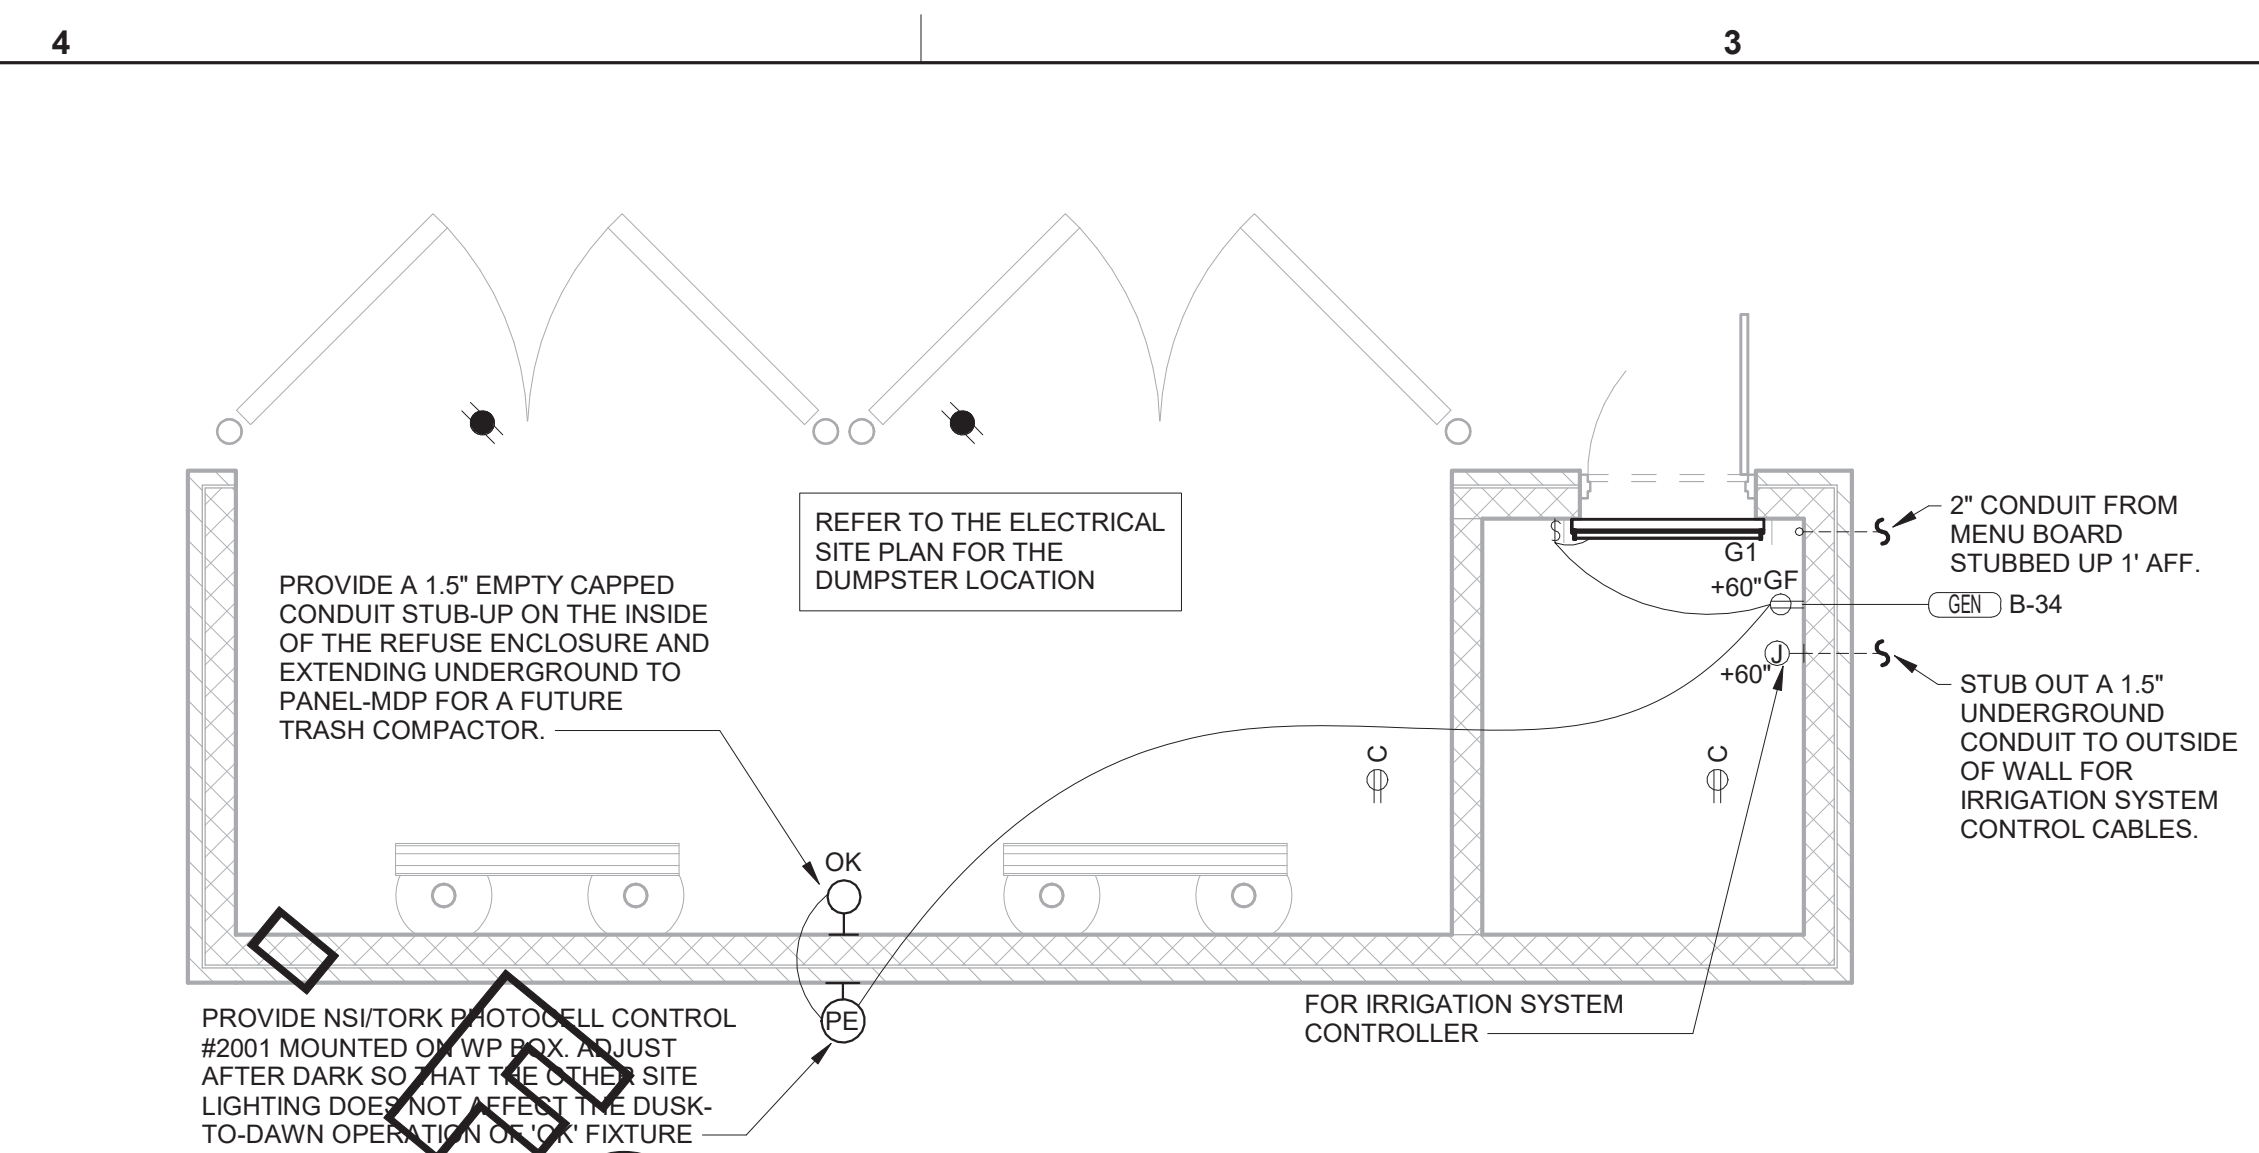 4
3
REFER TO THE ELECTRICAL
SITE PLAN FOR THE
DUMPSTER LOCATION
2" CONDUIT FROM
MENU BOARD
STUBBED UP 1' AFF.
S
G1
+60" GF
GEN B-34
J
+60"
PROVIDE A 1.5" EMPTY CAPPED
CONDUIT STUB-UP ON THE INSIDE
OF THE REFUSE ENCLOSURE AND
EXTENDING UNDERGROUND TO
PANEL-MDP FOR A FUTURE
TRASH COMPACTOR.
STUB OUT A 1.5"
UNDERGROUND
CONDUIT TO OUTSIDE
OF WALL FOR
IRRIGATION SYSTEM
CONTROL CABLES.
C
C
OK
PE
FOR IRRIGATION SYSTEM
CONTROLLER
PROVIDE NSI/TORK PHOTOCELL CONTROL
#2001 MOUNTED ON WP BOX. ADJUST
AFTER DARK SO THAT THE OTHER SITE
LIGHTING DOES NOT AFFECT THE DUSK-
TO-DAWN OPERATION OF 'OK' FIXTURE